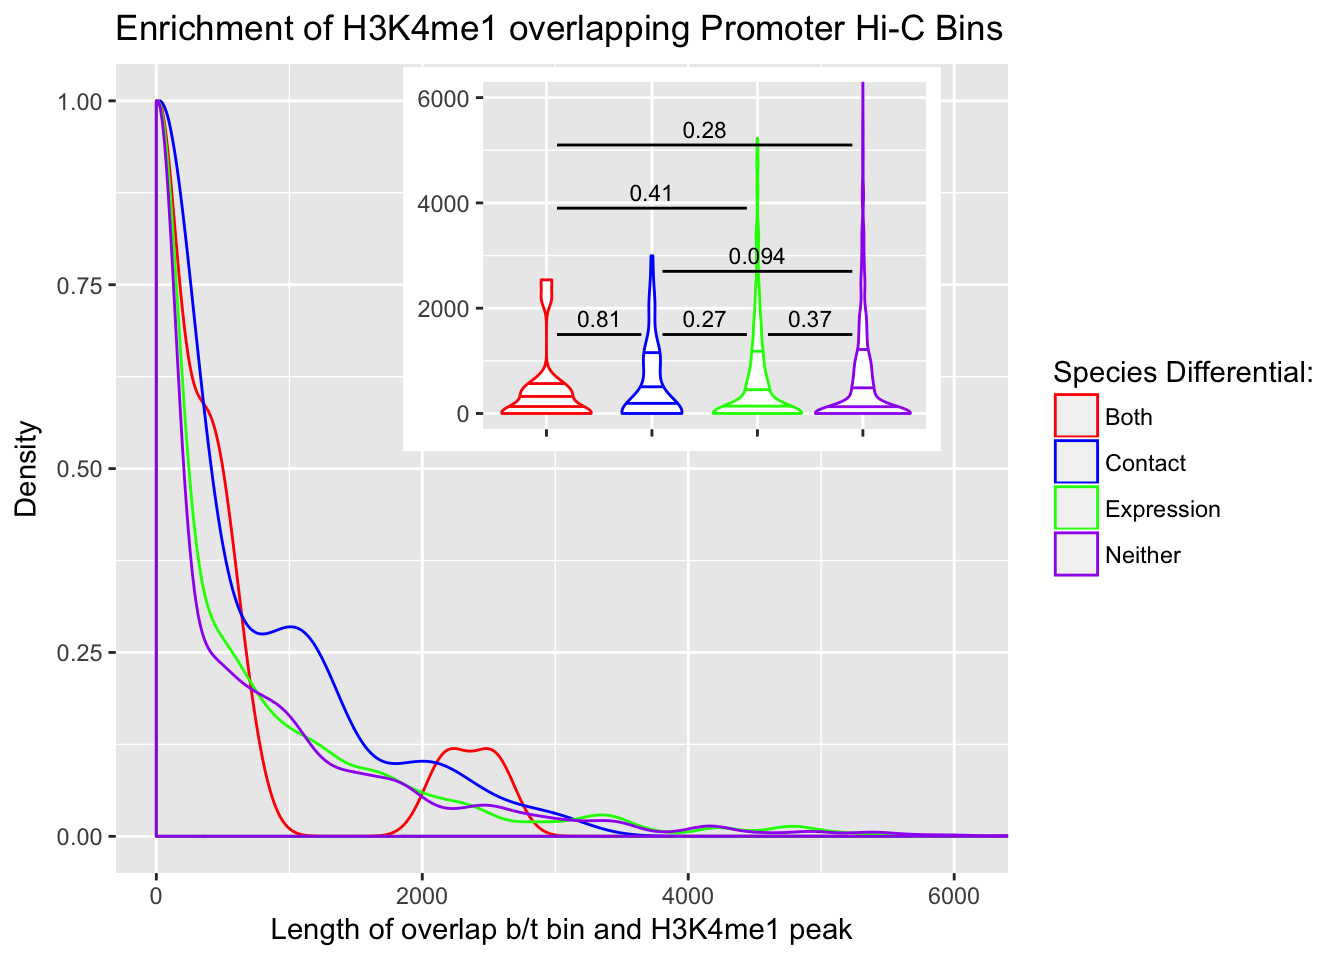 Enrichment of H3K4me1 overlapping Promoter Hi-C Bins
1.00
0.75
0.50
0.25
0.00
Density
6000
4000
2000
0
0.28
0.41
0.094
0.81
0.27
0.37
0
2000
4000
6000
Length of overlap b/t bin and H3K4me1 peak
Species Differential:
Both
Contact
Expression
Neither